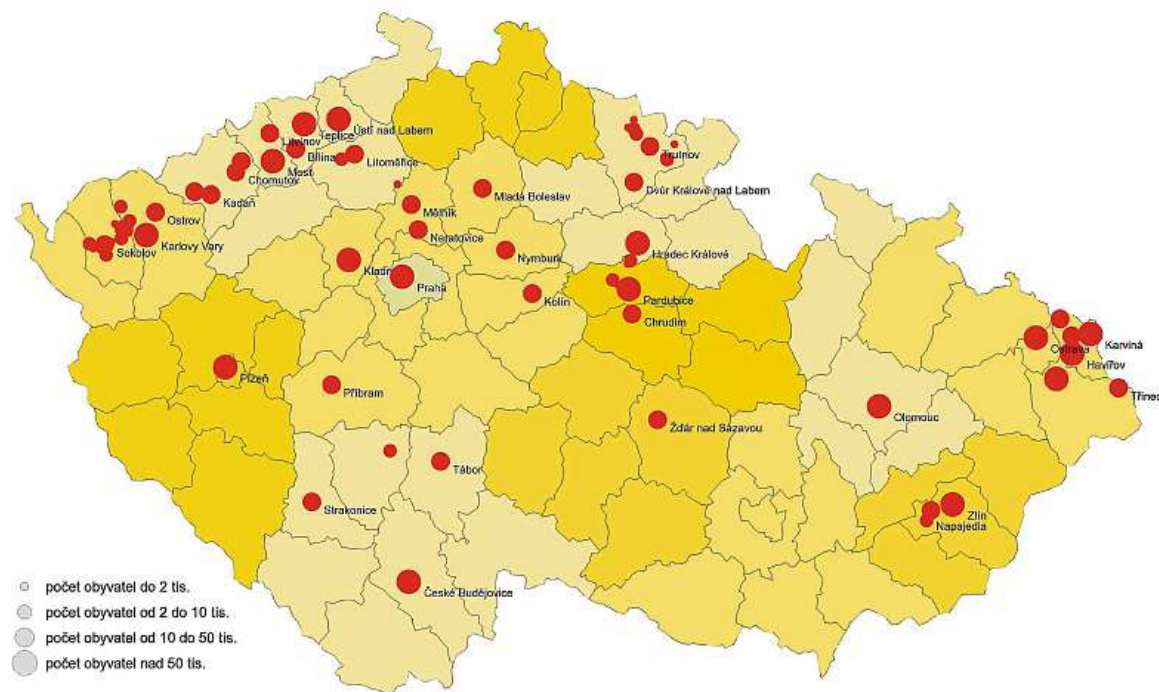 Ústí nad Labem
Teplice
Litvínov
Bílina
Litoměřice
Most
Chomutov
Kadaň
Ostrov
Karlovy Vary
Sokolov
Mělník
Neratovice
Mladá Boleslav
Nymburk
Kladno
Praha
Kolín
Trutnov
Dvůr Králové nad Labem
Hradec Králové
Pardubice
Chrudim
Plzeň
Příbram
Žďár nad Sázavou
Olomouc
Ostrava
Karviná
Havířov
Třinec
Tábor
Strakonice
České Budějovice
Zlín
Napajedla
počet obyvatel do 2 tis.
počet obyvatel od 2 do 10 tis.
počet obyvatel od 10 do 50 tis.
počet obyvatel nad 50 tis.